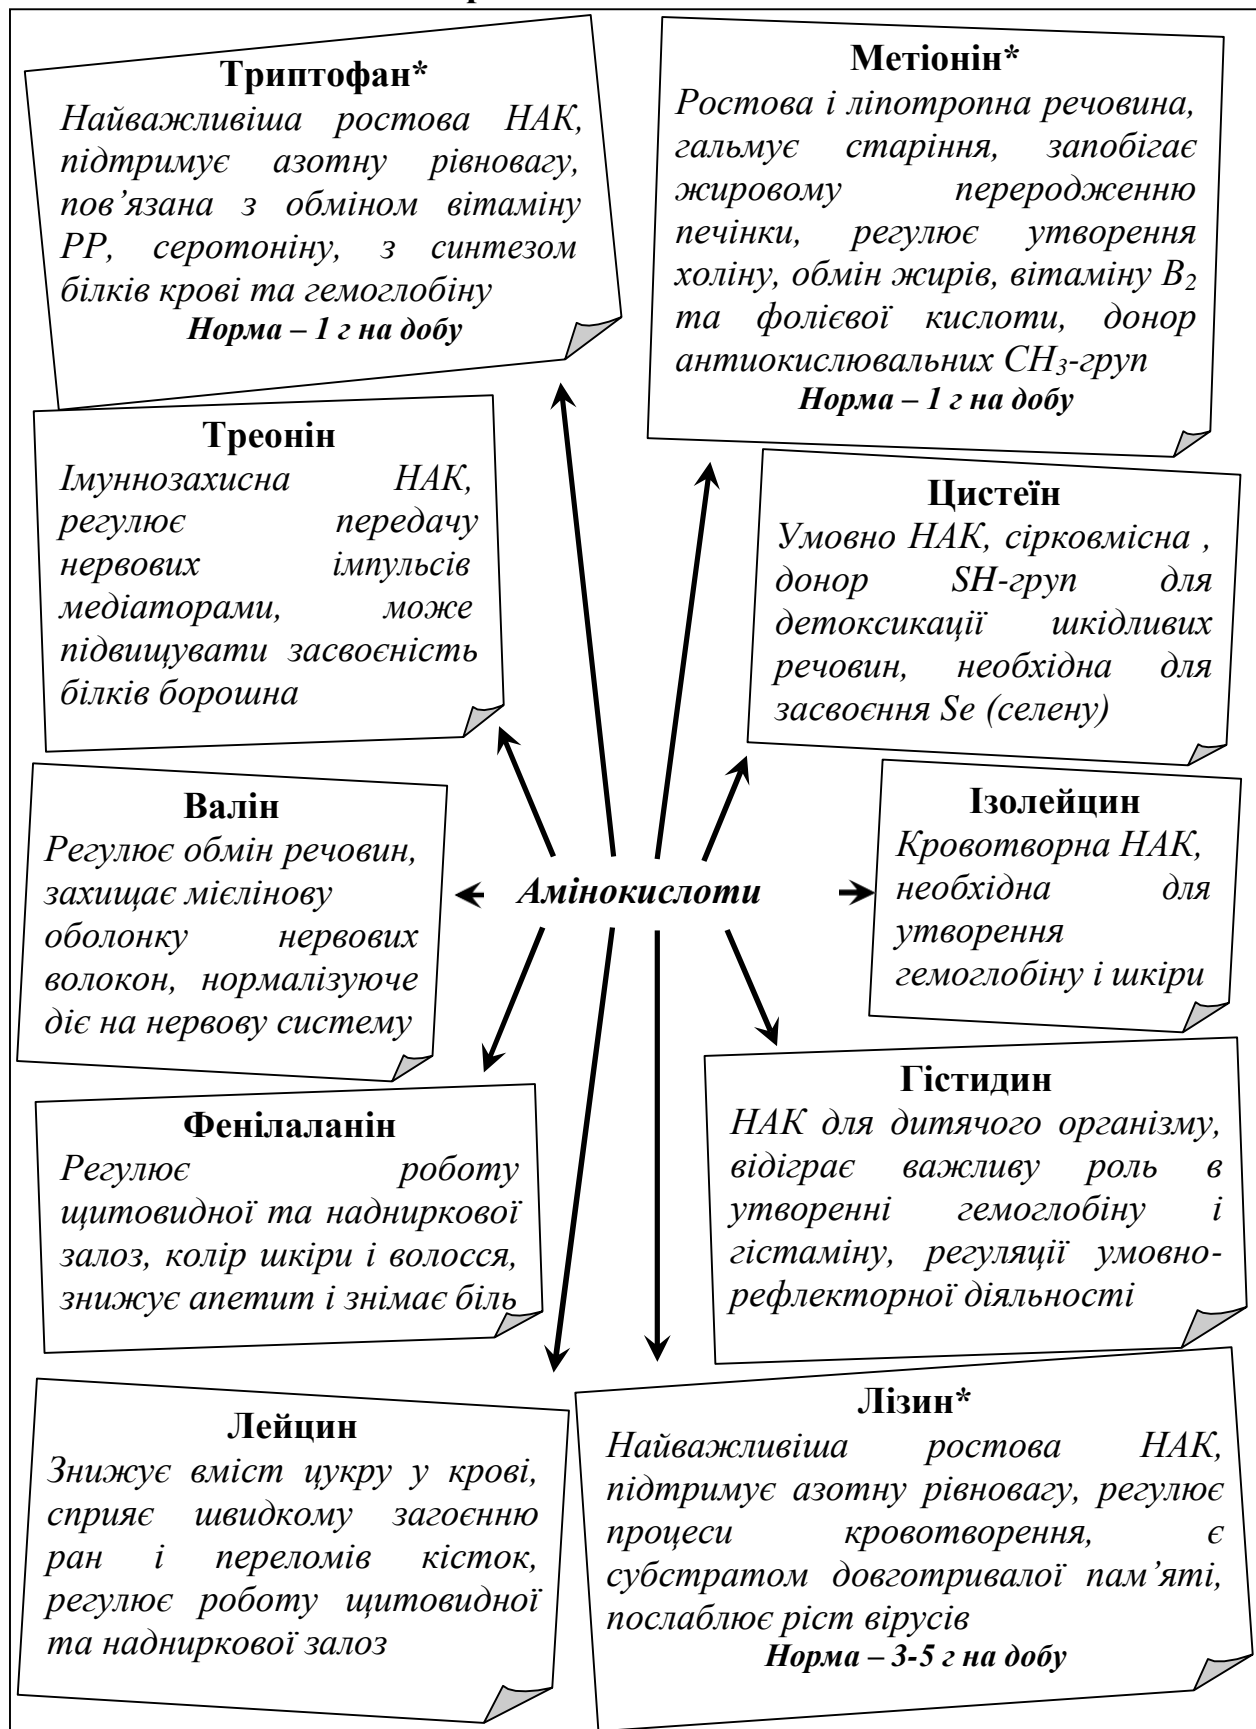 Триптофан*
Найважливіша ростова НАК,
підтримує азотну рівновагу,
пов’язана з обміном вітаміну
РР, серотоніну, з синтезом
білків крові та гемоглобіну
Норма – 1 г на добу
Метіонін*
Ростова і ліпотропна речовина,
гальмує старіння, запобігає
жировому переродженню
печінки, регулює утворення
холіну, обмін жирів, вітаміну В2
та фолієвої кислоти, донор
антиокислювальних СН3-груп
Норма – 1 г на добу
Треонін
Імуннозахисна НАК,
регулює передачу
нервових імпульсів
медіаторами, може
підвищувати засвоєність
білків борошна
Цистеїн
Умовно НАК, сірковмісна ,
донор SH-груп для
детоксикації шкідливих
речовин, необхідна для
засвоєння Se (селену)
Валін
Регулює обмін речовин,
захищає мієлінову
оболонку нервових
волокон, нормалізуюче
діє на нервову систему
Амінокислоти
Ізолейцин
Кровотворна НАК,
необхідна для
утворення
гемоглобіну і шкіри
Фенілаланін
Регулює роботу
щитовидної та надниркової
залоз, колір шкіри і волосся,
знижує апетит і знімає біль
Гістидин
НАК для дитячого організму,
відіграє важливу роль в
утворенні гемоглобіну і
гістаміну, регуляції умовно-
рефлекторної діяльності
Лейцин
Знижує вміст цукру у крові,
сприяє швидкому загоєнню
ран і переломів кісток,
регулює роботу щитовидної
та надниркової залоз
Лізин*
Найважливіша ростова НАК,
підтримує азотну рівновагу, регулює
процеси кровотворення, є
субстратом довготривалої пам’яті,
послаблює ріст вірусів
Норма – 3-5 г на добу